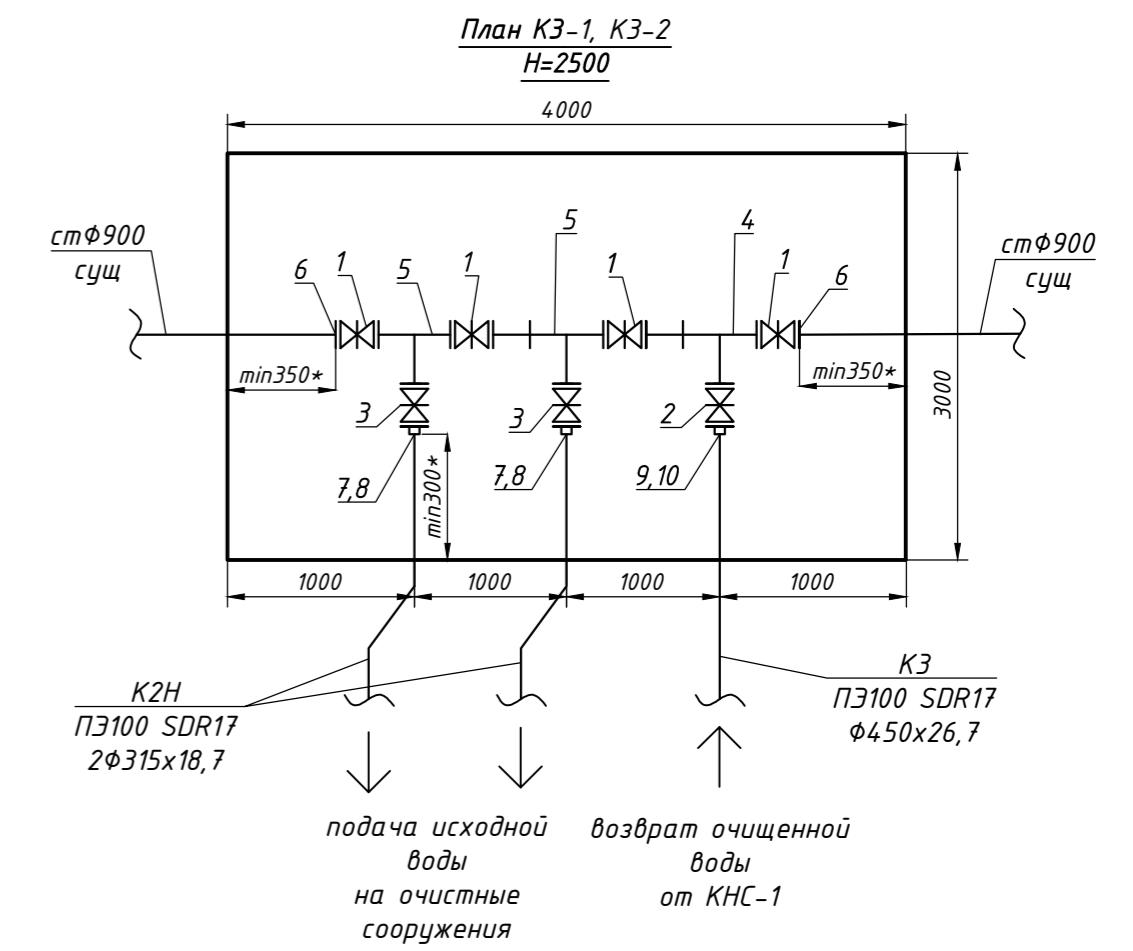 План К3-1, К3-2
Н=2500
4000
стФ900
сущ
6
1
5
1
5
1
4
1
6
стФ900
сущ
min350*
min350*
3000
3
3
2
7,8
min300*
7,8
9,10
1000
1000
1000
1000
К2Н
ПЭ100 SDR17
2Ф315х18,7
К3
ПЭ100 SDR17
Ф450х26,7
подача исходной
воды
на очистные
сооружения
возврат очищенной
воды
от КНС-1